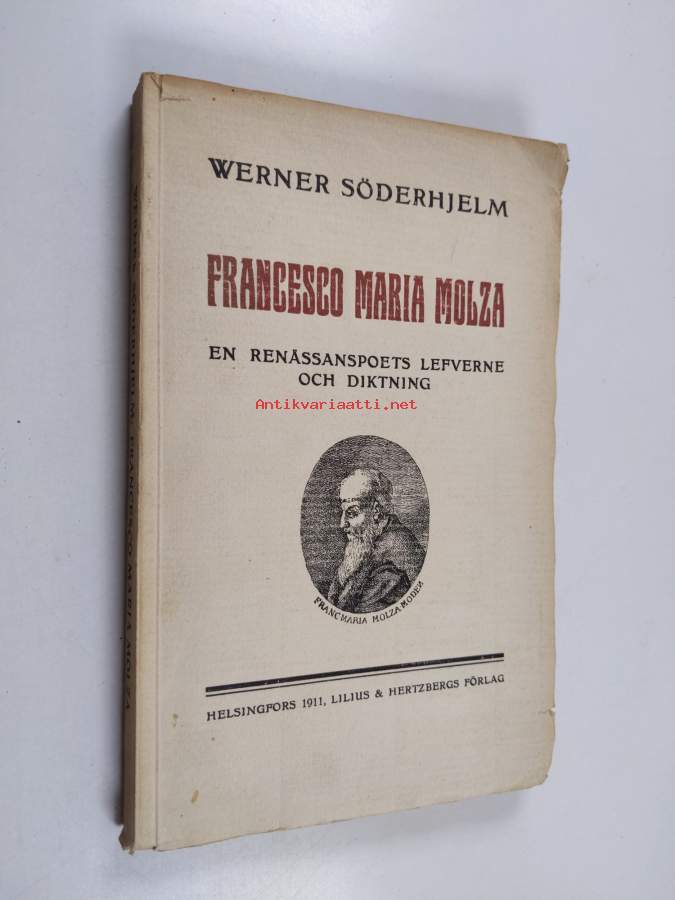 WERNER SÖDERHJELM
FRANCESCO MARIA MOLZA
EN RENÄSSANSPOETS LEFVERNE
OCH DIKTNING
Antikvariaatti.net
FRANC MARIA MOLZA MODEN
HELSINGFORS 1911, LILIUS & HERTZBERGS FÖRLAG
WERNER SÖDERHJELM, FRANCESCO MARIA MOLZA